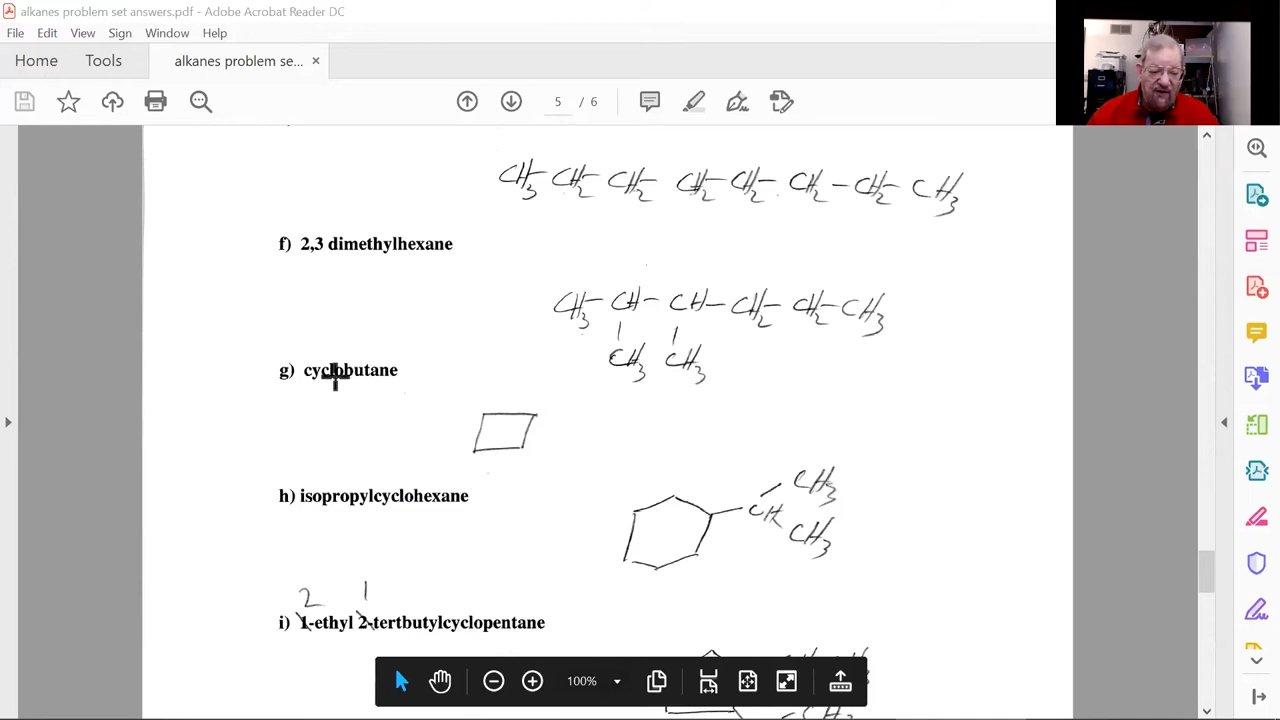 alkanes problem set answers.pdf - Adobe Acrobat Reader DC
File Edit View Sign Window Help
Home Tools alkanes problem se... ×
5 / 6
CH3-CH2-CH2-CH2-CH2-CH2-CH2-CH3
f) 2,3 dimethylhexane
CH3-CH-CH-CH2-CH2-CH3
CH3 CH3
g) cyclobutane
h) isopropylcyclohexane
CH3
CH
CH3
2 1
i) 1-ethyl 2-tertbutylcyclopentane
100%